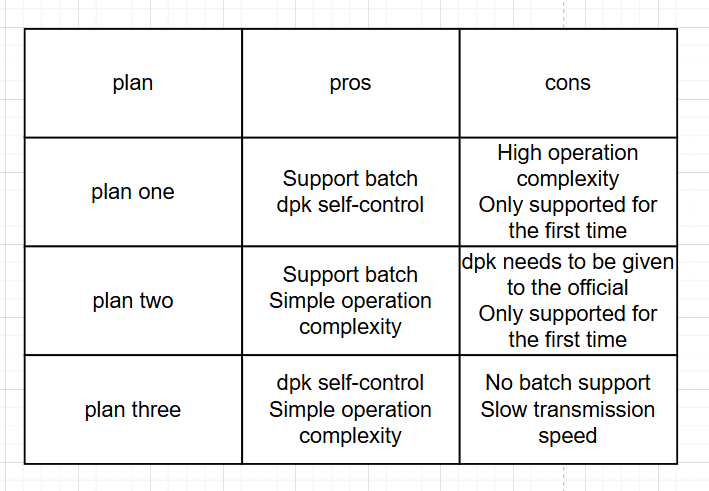 plan
pros
cons
plan one
Support batch
dpk self-control
High operation
complexity
Only supported for
the first time
plan two
Support batch
Simple operation
complexity
dpk needs to be given
to the official
Only supported for
the first time
plan three
dpk self-control
Simple operation
complexity
No batch support
Slow transmission
speed